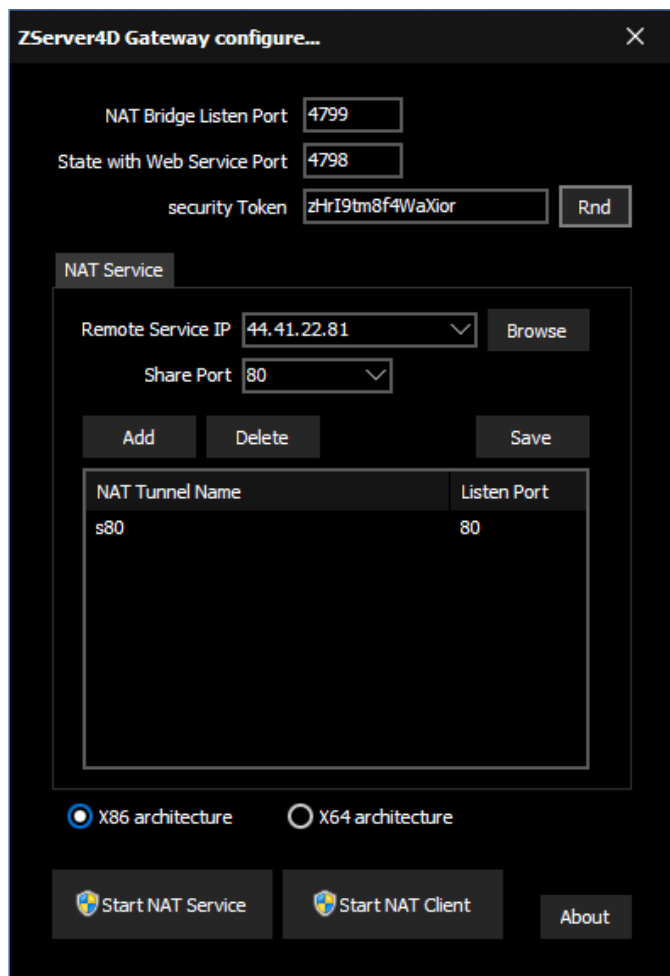 ZServer4D Gateway configure...
NAT Bridge Listen Port 4799
State with Web Service Port 4798
security Token zHrI9tm8f4WaXior Rnd
NAT Service
Remote Service IP 44.41.22.81 Browse
Share Port 80
Add Delete Save
NAT Tunnel Name Listen Port
s80 80
X86 architecture X64 architecture
Start NAT Service Start NAT Client About